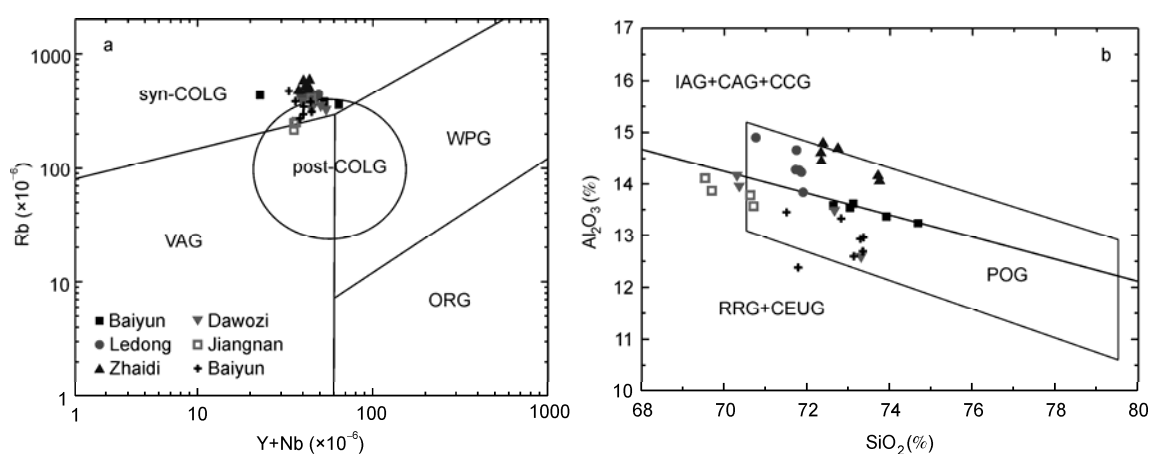 a
1000
100
10
1
Rb (×10⁻⁶)
syn-COLG
WPG
post-COLG
VAG
ORG
Baiyun
Dawozi
Ledong
Jiangnan
Zhaidi
Baiyun
1 10 100 1000
Y+Nb (×10⁻⁶)
b
17
16
15
14
13
12
11
10
Al₂O₃ (%)
IAG+CAG+CCG
POG
RRG+CEUG
68 70 72 74 76 78 80
SiO₂(%)